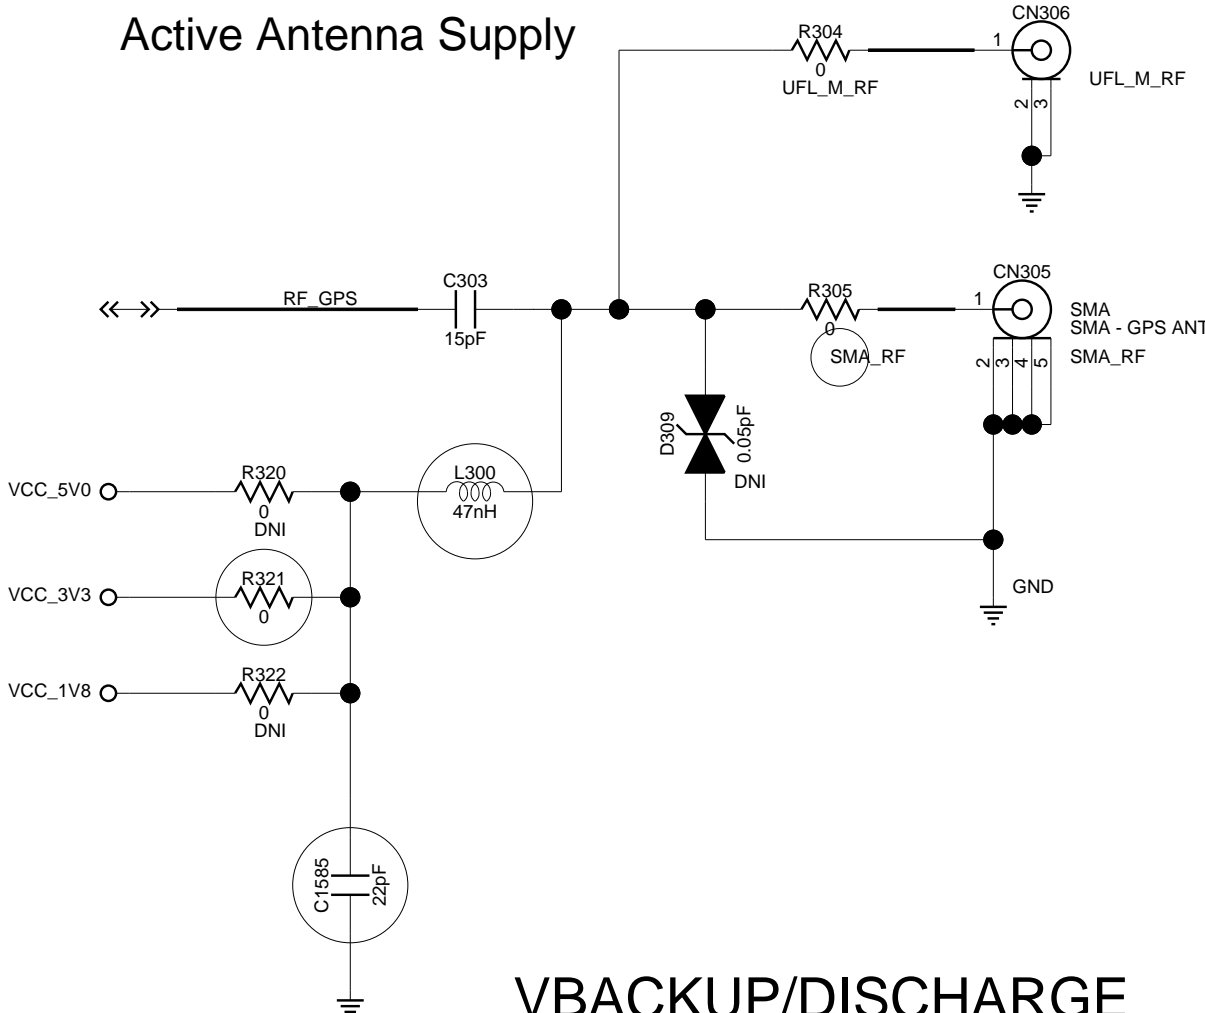 Active Antenna Supply
CN306
R304
1
0
UFL_M_RF
UFL_M_RF
2
3
CN305
C303
RF_GPS
R305
1
15pF
0
SMA_RF
SMA
SMA - GPS ANT
SMA_RF
2
3
4
5
D309
0.05pF
DNI
R320
L300
VCC_5V0
0
DNI
47nH
R321
VCC_3V3
0
GND
R322
VCC_1V8
0
DNI
C1585
22pF
VBACKUP/DISCHARGE